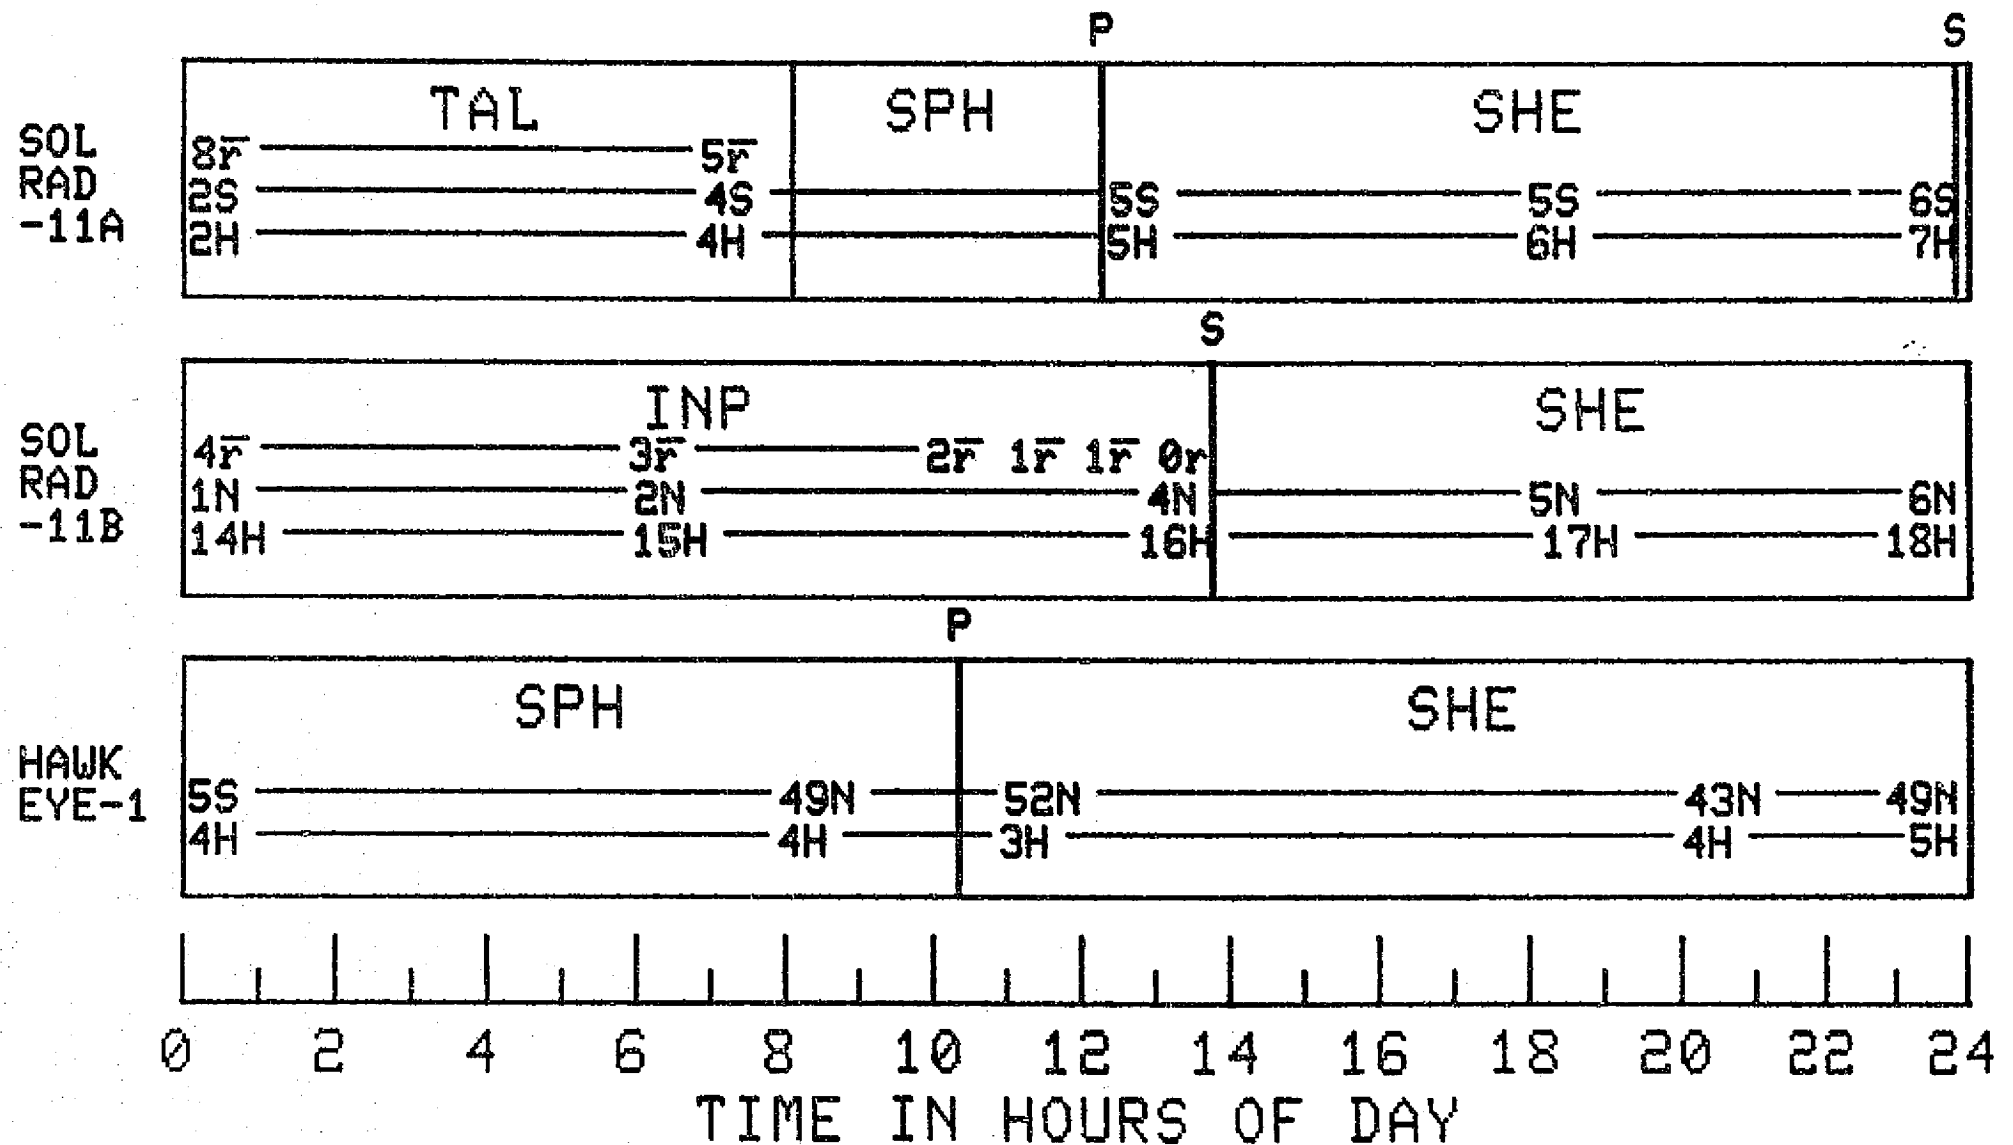 P S
TAL SPH SHE
SOL
RAD
-11A
8r̅ 5r̅
2S 4S 5S 5S 6S
2H 4H 5H 6H 7H
S
INP SHE
SOL
RAD
-11B
4r̅ 3r̅ 2r̅ 1r̅ 1r̅ 0r
1N 2N 4N 5N 6N
14H 15H 16H 17H 18H
P
SPH SHE
HAWK
EYE-1
5S 49N 52N 43N 49N
4H 4H 3H 4H 5H
0 2 4 6 8 10 12 14 16 18 20 22 24
TIME IN HOURS OF DAY